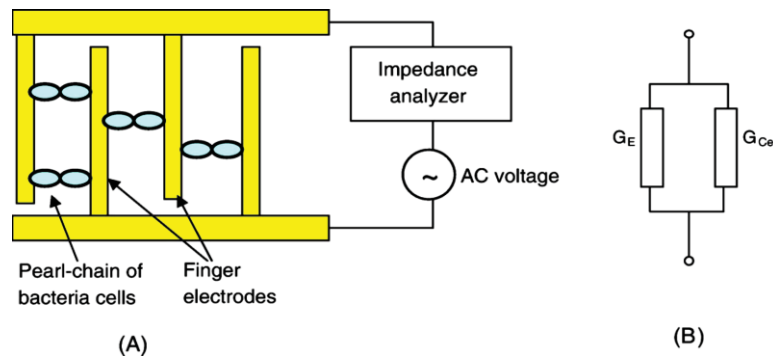 Impedance
analyzer
~
AC voltage
Pearl-chain of
bacteria cells
Finger
electrodes
(A)
G_E
G_Ce
(B)